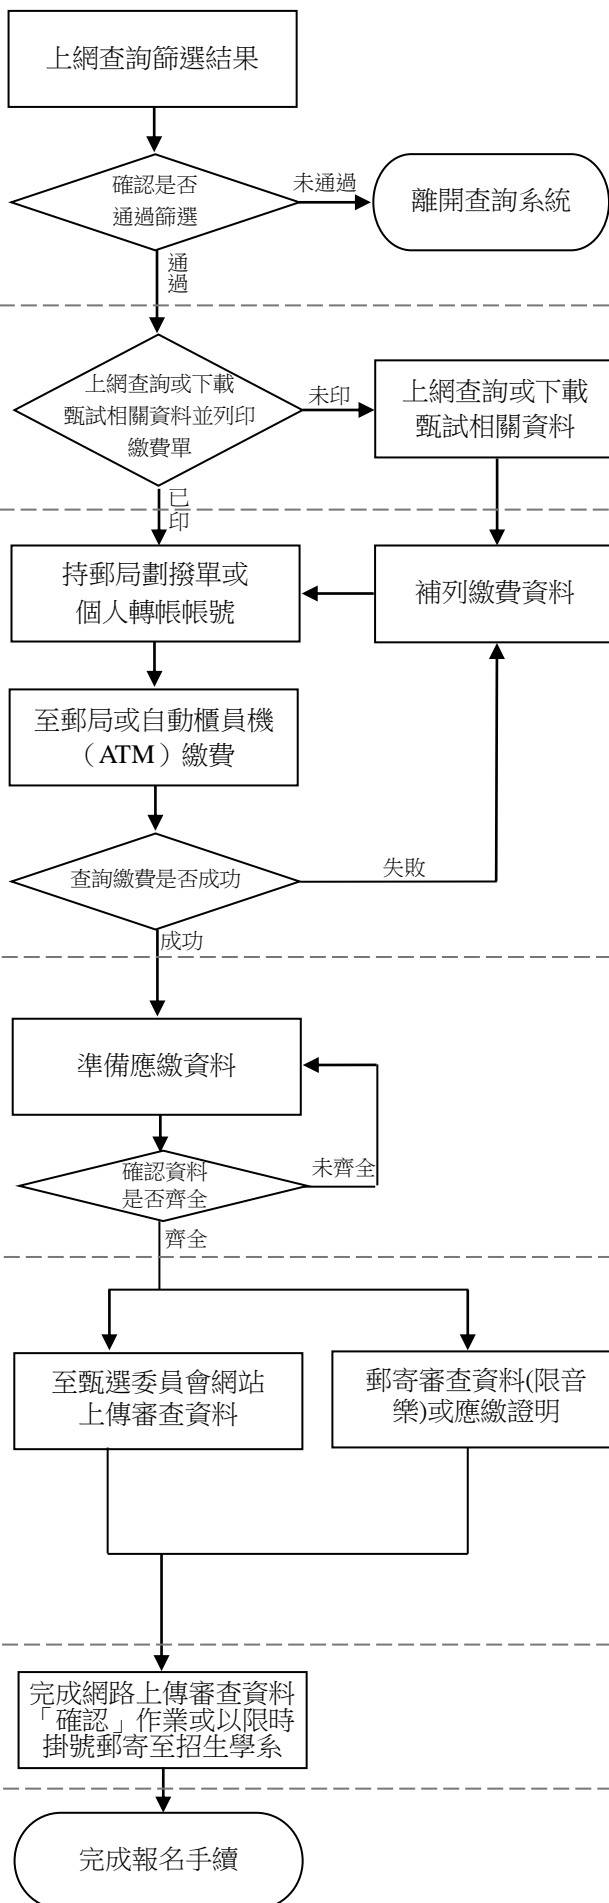 上網查詢篩選結果
確認是否
通過篩選
未通過
離開查詢系統
通
過
上網查詢或下載
甄試相關資料並列印
繳費單
未印
上網查詢或下載
甄試相關資料
已
印
持郵局劃撥單或
個人轉帳帳號
補列繳費資料
至郵局或自動櫃員機
（ATM）繳費
查詢繳費是否成功
失敗
成功
準備應繳資料
確認資料
是否齊全
未齊全
齊全
至甄選委員會網站
上傳審查資料
郵寄審查資料(限音
樂)或應繳證明
完成網路上傳審查資料
「確認」作業或以限時
掛號郵寄至招生學系
完成報名手續